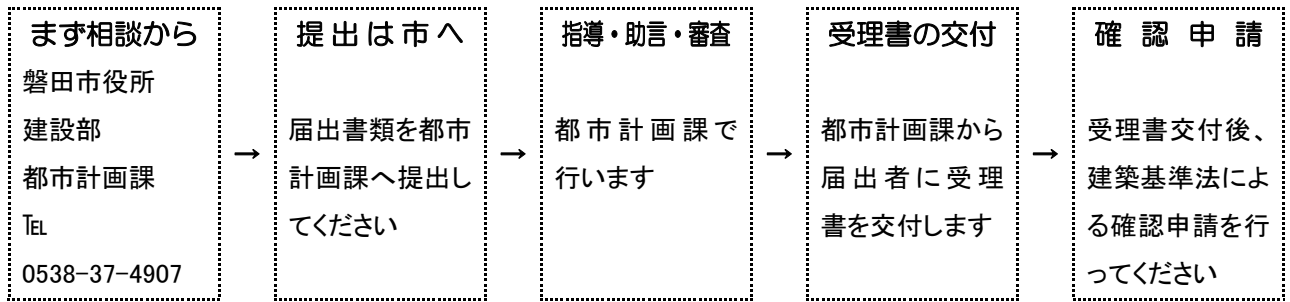 まず相談から
磐田市役所
建設部
都市計画課
℡
0538-37-4907
→
提出は市へ
届出書類を都市
計画課へ提出し
てください
→
指導・助言・審査
都市計画課で
行います
→
受理書の交付
都市計画課から
届出者に受理
書を交付します
→
確認申請
受理書交付後、
建築基準法によ
る確認申請を行
ってください